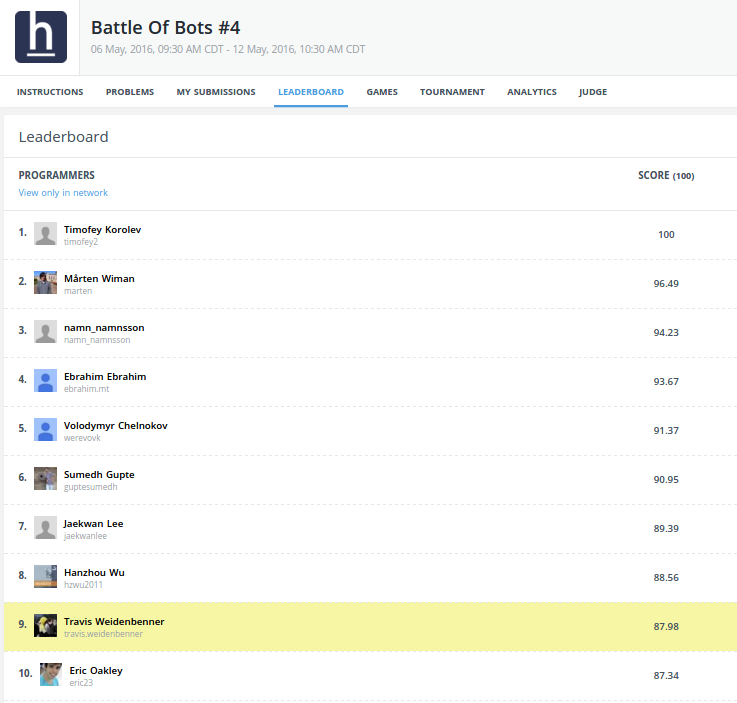 h
Battle Of Bots #4
06 May, 2016, 09:30 AM CDT - 12 May, 2016, 10:30 AM CDT
INSTRUCTIONS PROBLEMS MY SUBMISSIONS LEADERBOARD GAMES TOURNAMENT ANALYTICS JUDGE
Leaderboard
PROGRAMMERS SCORE (100)
View only in network
1. Timofey Korolev 100
timofey2
2. Mårten Wiman 96.49
marten
3. namn_namnsson 94.23
namn_namnsson
4. Ebrahim Ebrahim 93.67
ebrahim.mt
5. Volodymyr Chelnokov 91.37
werevovk
6. Sumedh Gupte 90.95
guptesumedh
7. Jaekwan Lee 89.39
jaekwanlee
8. Hanzhou Wu 88.56
hzwu2011
9. Travis Weidenbenner 87.98
travis.weidenbenner
10. Eric Oakley 87.34
eric23